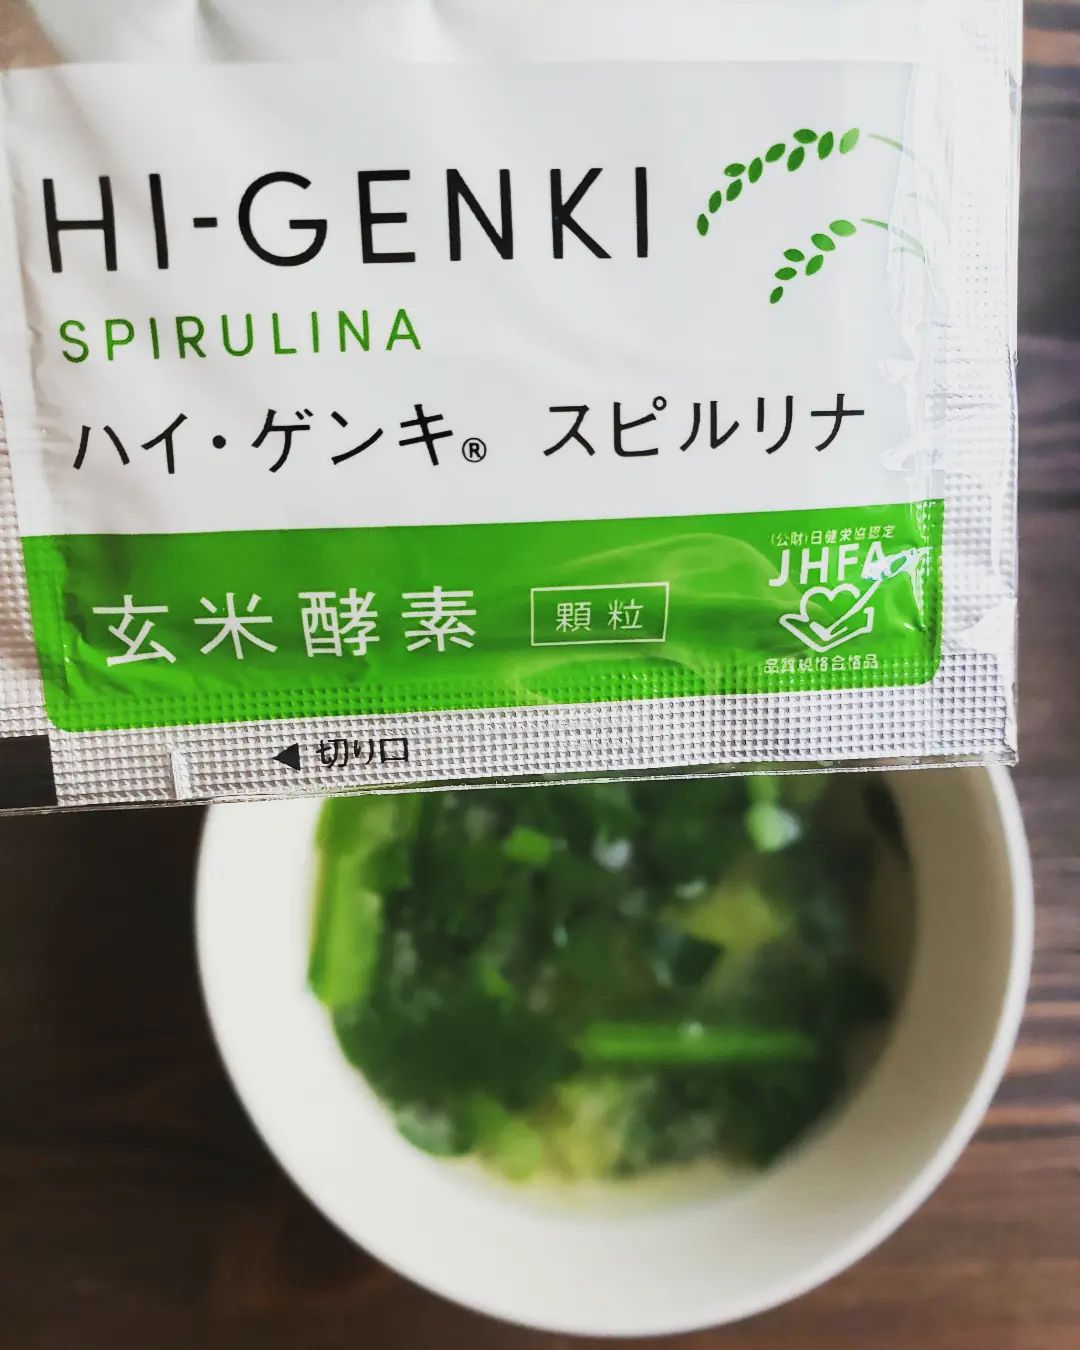 HI-GENKI
SPIRULINA
ハイ・ゲンキ® スピルリナ
玄米酵素 顆粒
(公財)日健栄協認定
JHFA
品質規格合格品
◀ 切り口